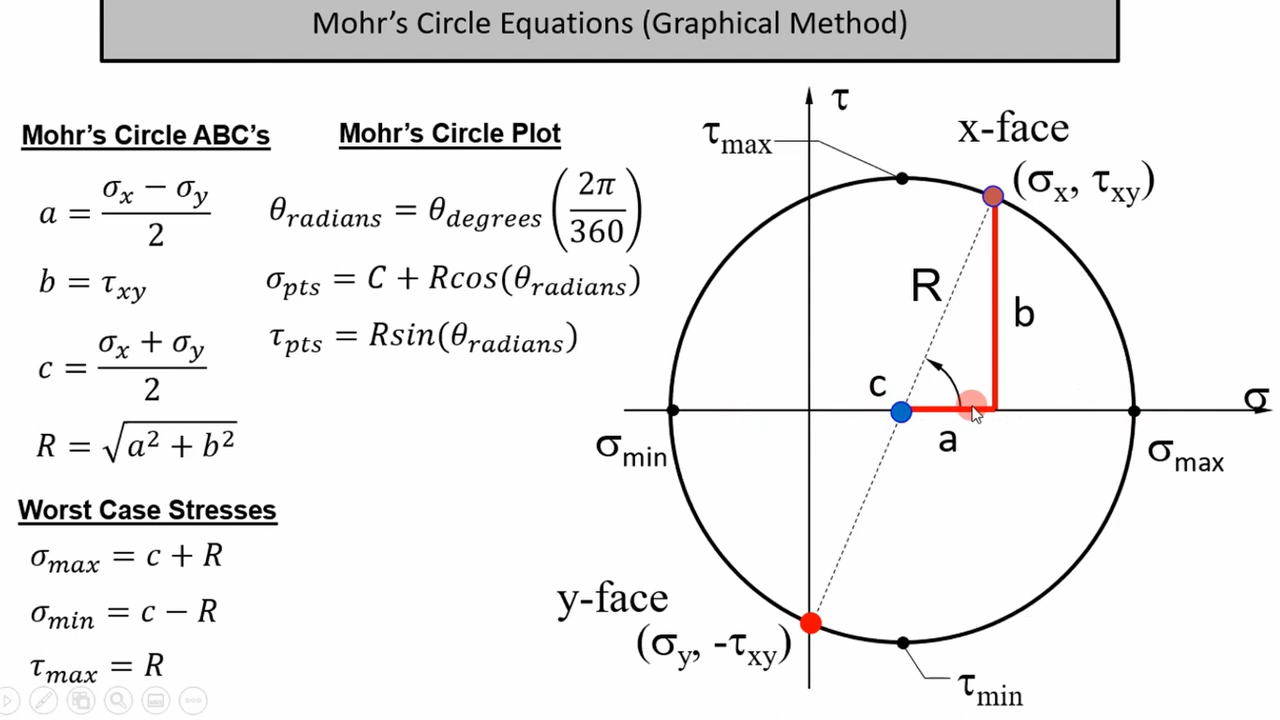 Mohr's Circle Equations (Graphical Method)
Mohr's Circle ABC's
a = (σx − σy)/2
b = τxy
c = (σx + σy)/2
R = √(a² + b²)
Worst Case Stresses
σmax = c + R
σmin = c − R
τmax = R
Mohr's Circle Plot
θradians = θdegrees (2π/360)
σpts = C + Rcos(θradians)
τpts = Rsin(θradians)
τ
τmax
x-face
(σx, τxy)
R
b
c
a
σ
σmin
σmax
y-face
(σy, -τxy)
τmin